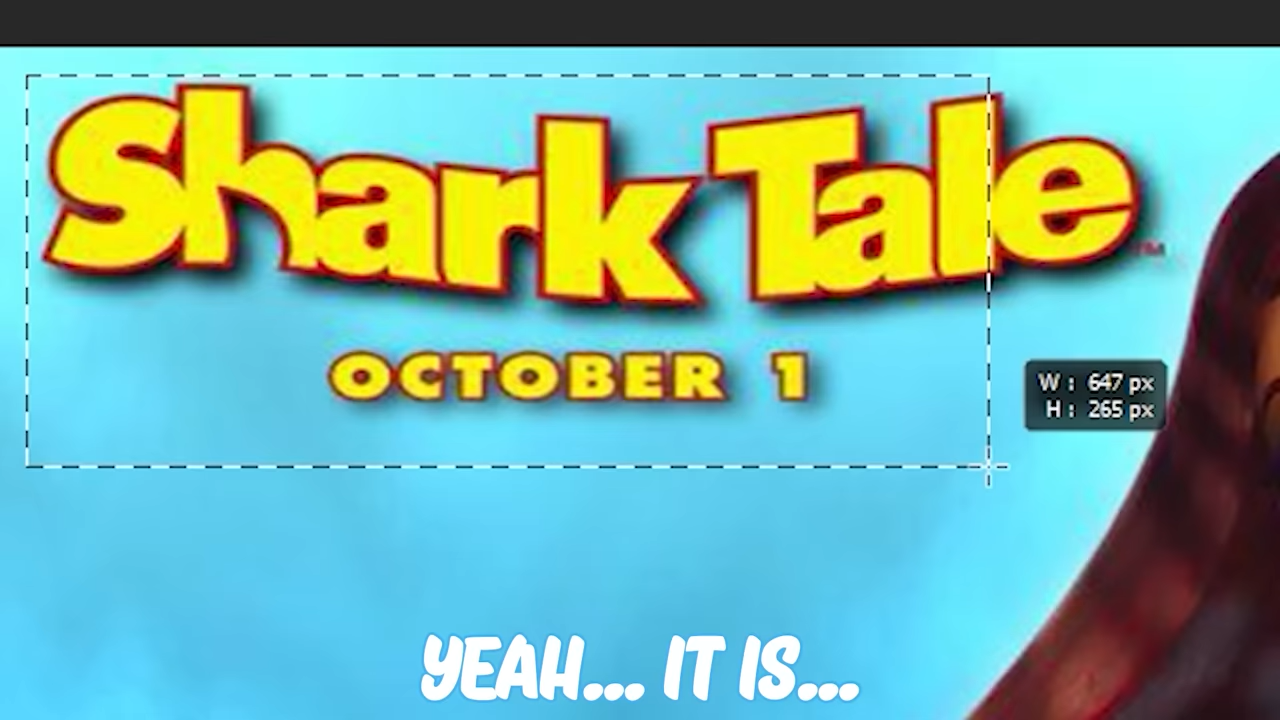 Shark Tale TM
OCTOBER 1
W : 647 px
H : 265 px
YEAH... IT IS...